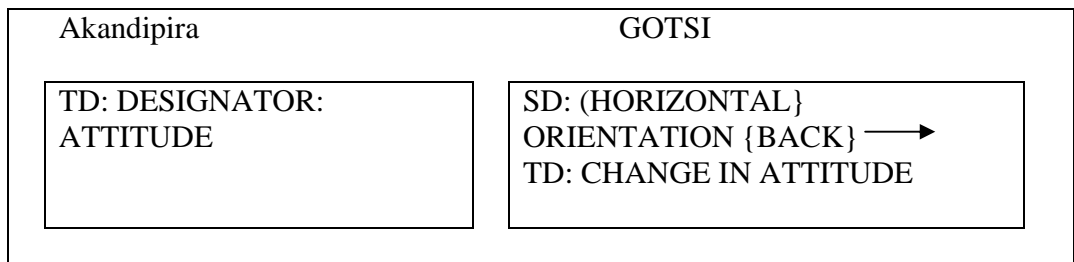 Akandipira GOTSI
TD: DESIGNATOR:
ATTITUDE
SD: (HORIZONTAL}
ORIENTATION {BACK}
TD: CHANGE IN ATTITUDE